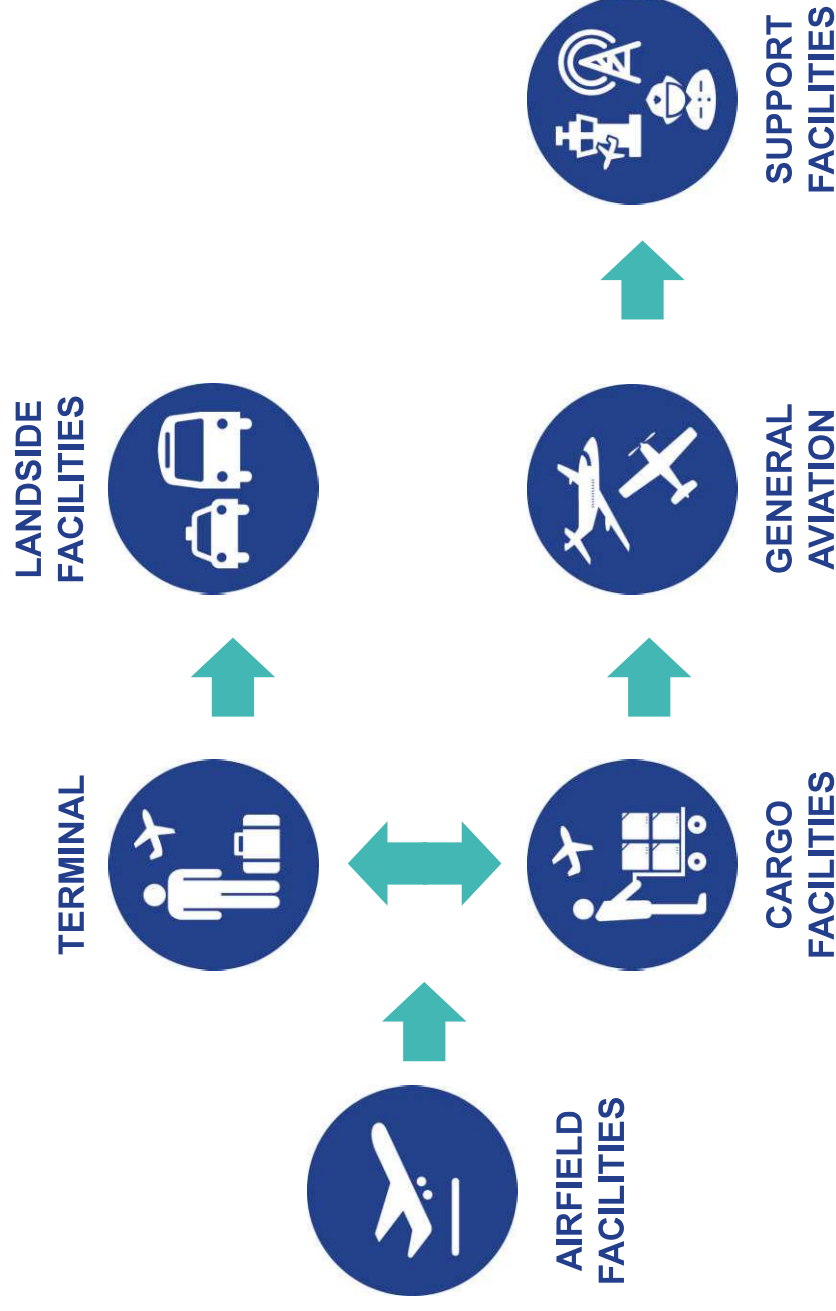 AIRFIELD
FACILITIES
TERMINAL
LANDSIDE
FACILITIES
CARGO
FACILITIES
GENERAL
AVIATION
SUPPORT
FACILITIES